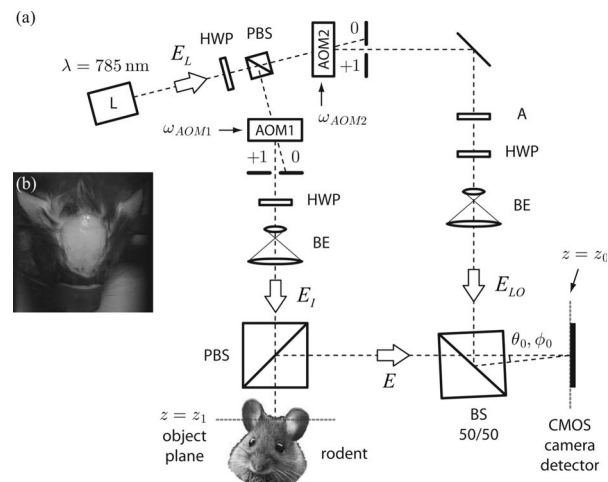 (a)
λ = 785 nm
E_L
HWP
PBS
AOM2
0
+1
L
ω_AOM1
AOM1
ω_AOM2
A
+1
0
HWP
(b)
HWP
BE
BE
z = z_0
E_I
E_LO
PBS
θ_0, ϕ_0
E
z = z_1
object
plane
rodent
BS
50/50
CMOS
camera
detector